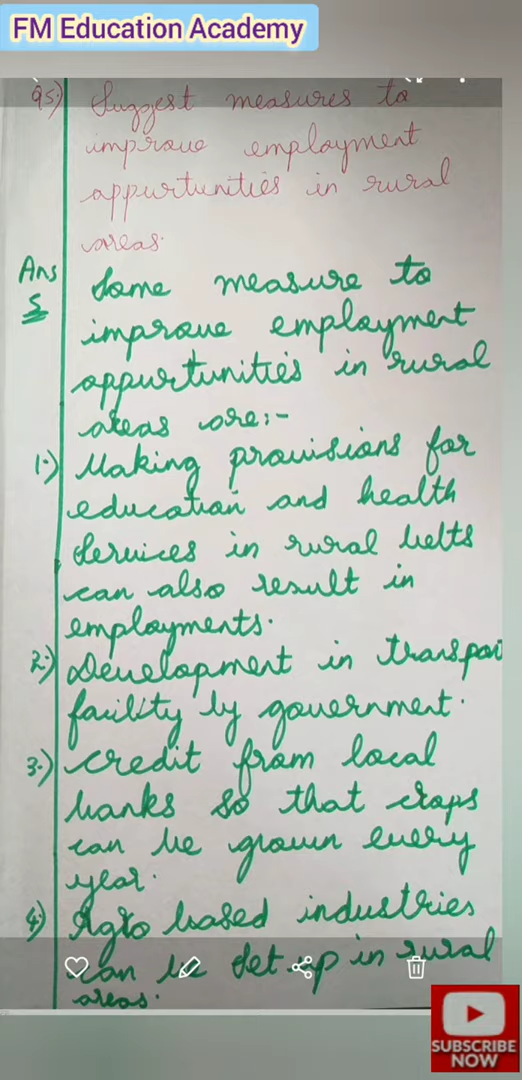 FM Education Academy
Q5.) Suggest measures to
improve employment
appurtunities in rural
areas.
Ans Some measure to
5 improve employment
appurtunities in rural
areas are:-
1.) Making provisions for
education and health
Services in rural belts
can also result in
employments.
2.) Development in transport
facility by government.
3.) credit from local
banks so that crops
can be grown every
year.
4.) Agro based industries
can be set up in rural
areas.
SUBSCRIBE
NOW